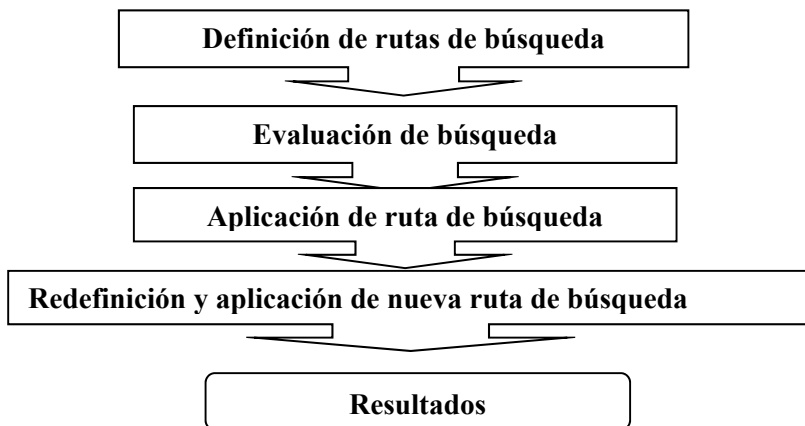 Definición de rutas de búsqueda
Evaluación de búsqueda
Aplicación de ruta de búsqueda
Redefinición y aplicación de nueva ruta de búsqueda
Resultados